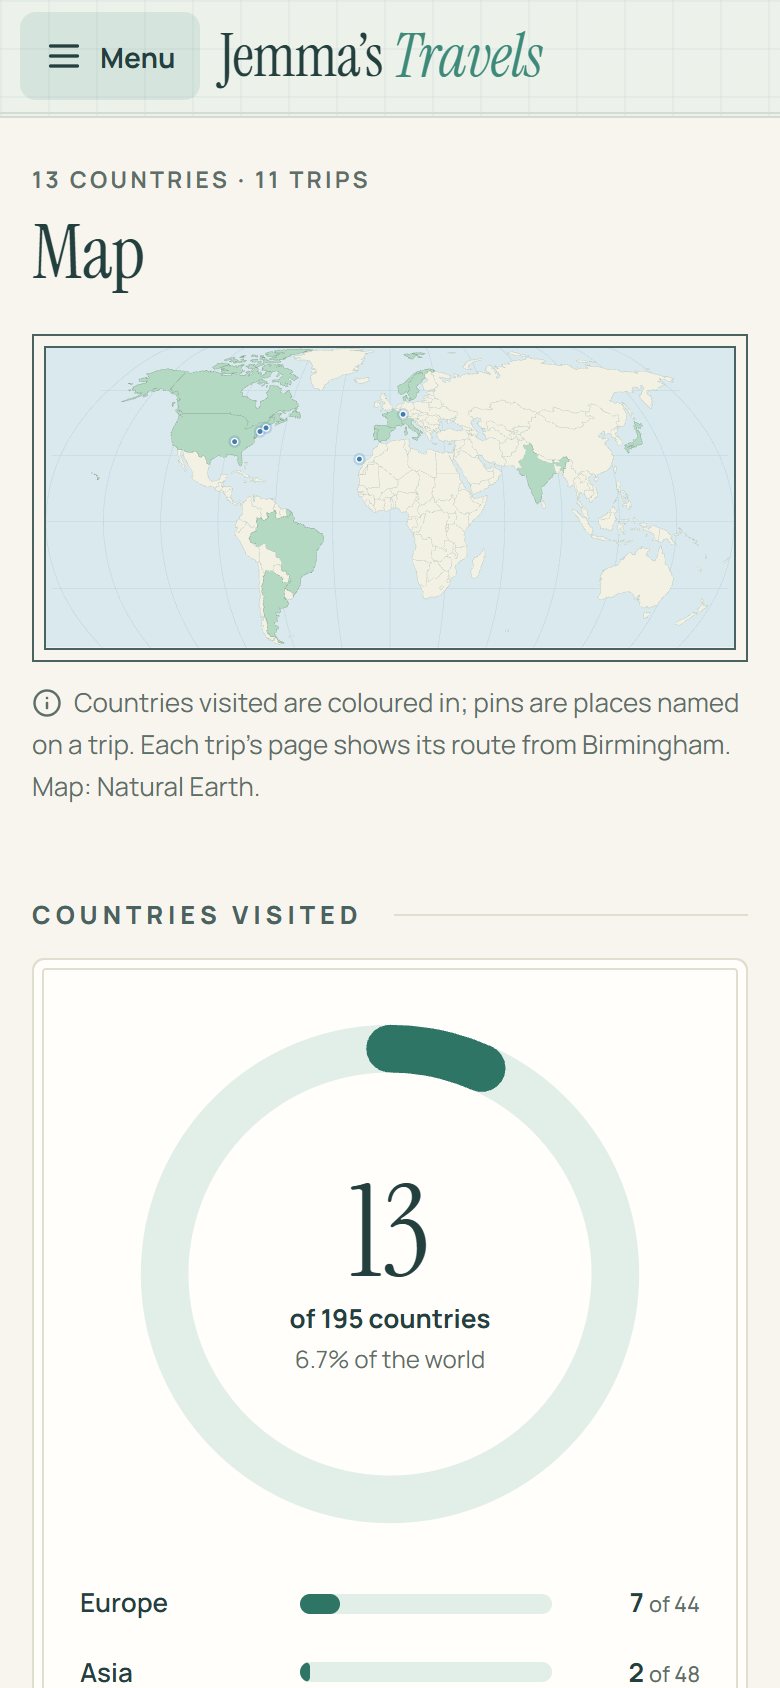 Menu
Jemma’s Travels
13 COUNTRIES · 11 TRIPS
Map
Countries visited are coloured in; pins are places named
on a trip. Each trip’s page shows its route from Birmingham.
Map: Natural Earth.
COUNTRIES VISITED
13
of 195 countries
6.7% of the world
Europe 7 of 44
Asia 2 of 48